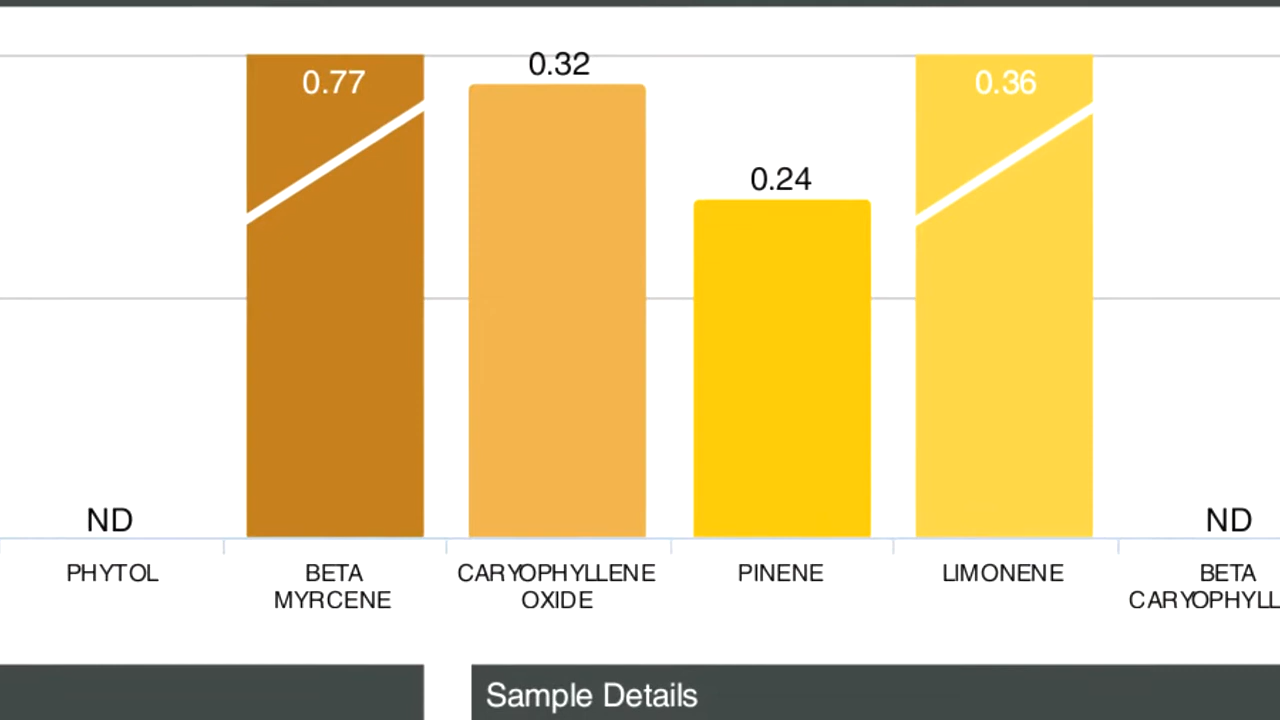 0.77
0.32
0.24
0.36
ND
ND
PHYTOL
BETA
MYRCENE
CARYOPHYLLENE
OXIDE
PINENE
LIMONENE
BETA
CARYOPHYLL
Sample Details